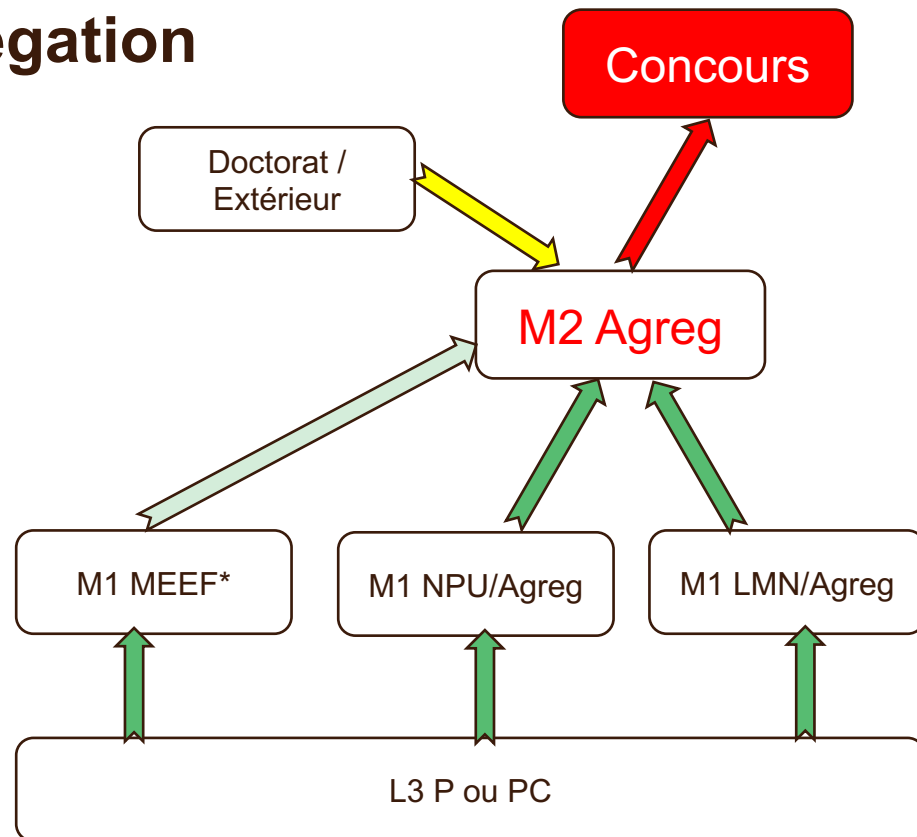 egation
Concours
Doctorat /
Extérieur
M2 Agreg
M1 MEEF*
M1 NPU/Agreg
M1 LMN/Agreg
L3 P ou PC